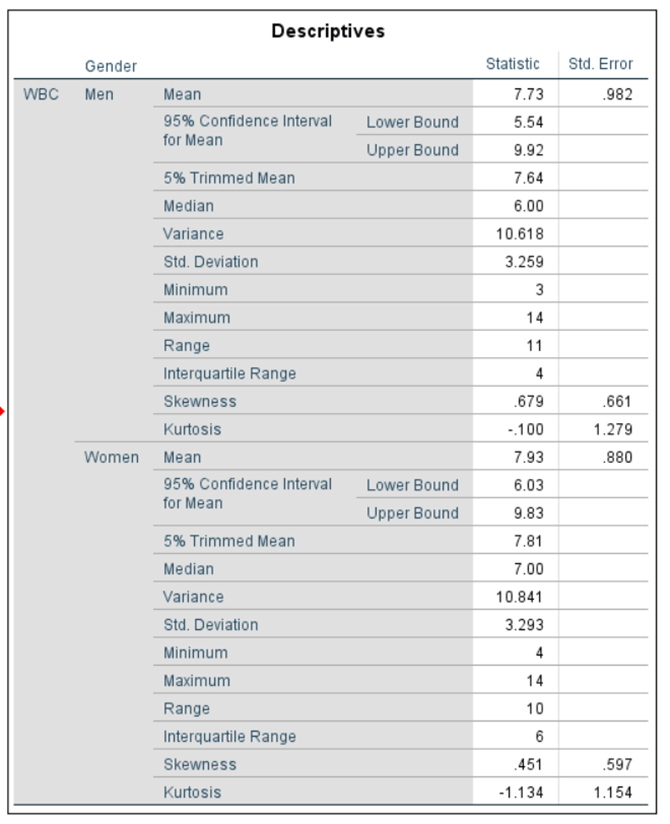 Descriptives
Gender Statistic Std. Error
WBC Men Mean 7.73 .982
95% Confidence Interval for Mean Lower Bound 5.54
Upper Bound 9.92
5% Trimmed Mean 7.64
Median 6.00
Variance 10.618
Std. Deviation 3.259
Minimum 3
Maximum 14
Range 11
Interquartile Range 4
Skewness .679 .661
Kurtosis -.100 1.279
Women Mean 7.93 .880
95% Confidence Interval for Mean Lower Bound 6.03
Upper Bound 9.83
5% Trimmed Mean 7.81
Median 7.00
Variance 10.841
Std. Deviation 3.293
Minimum 4
Maximum 14
Range 10
Interquartile Range 6
Skewness .451 .597
Kurtosis -1.134 1.154